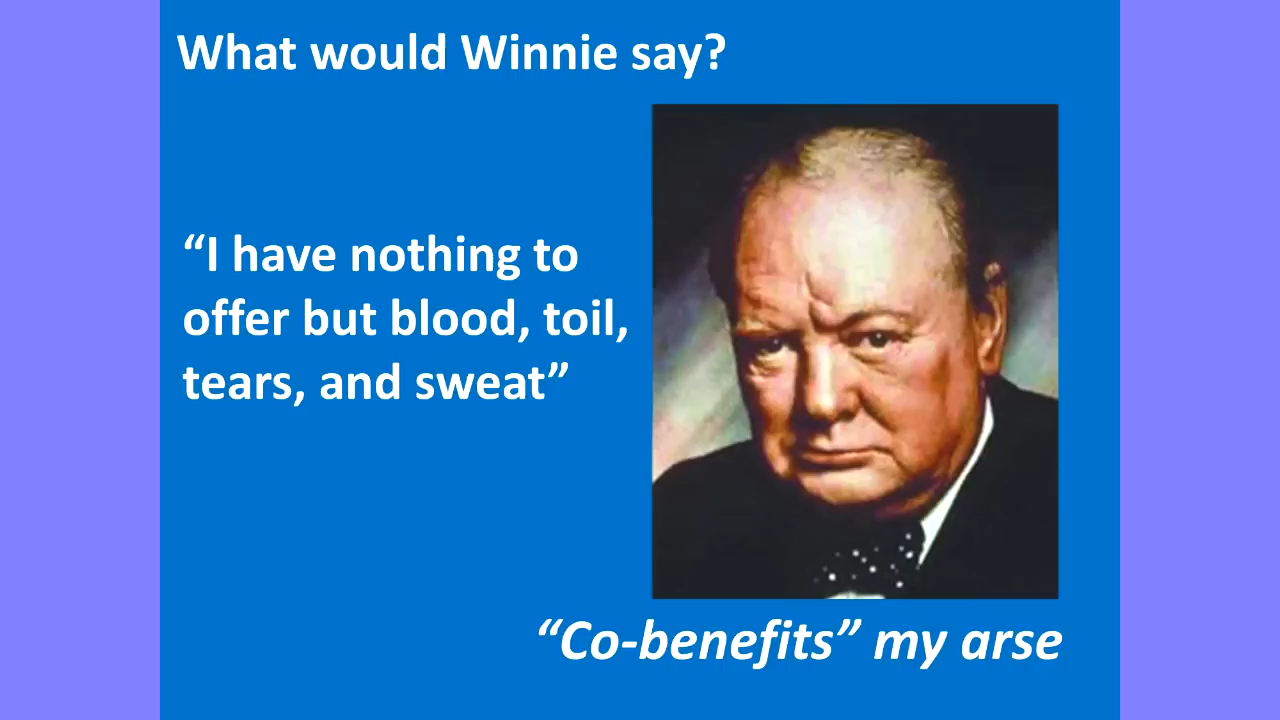 What would Winnie say?
“I have nothing to
offer but blood, toil,
tears, and sweat”
“Co-benefits” my arse